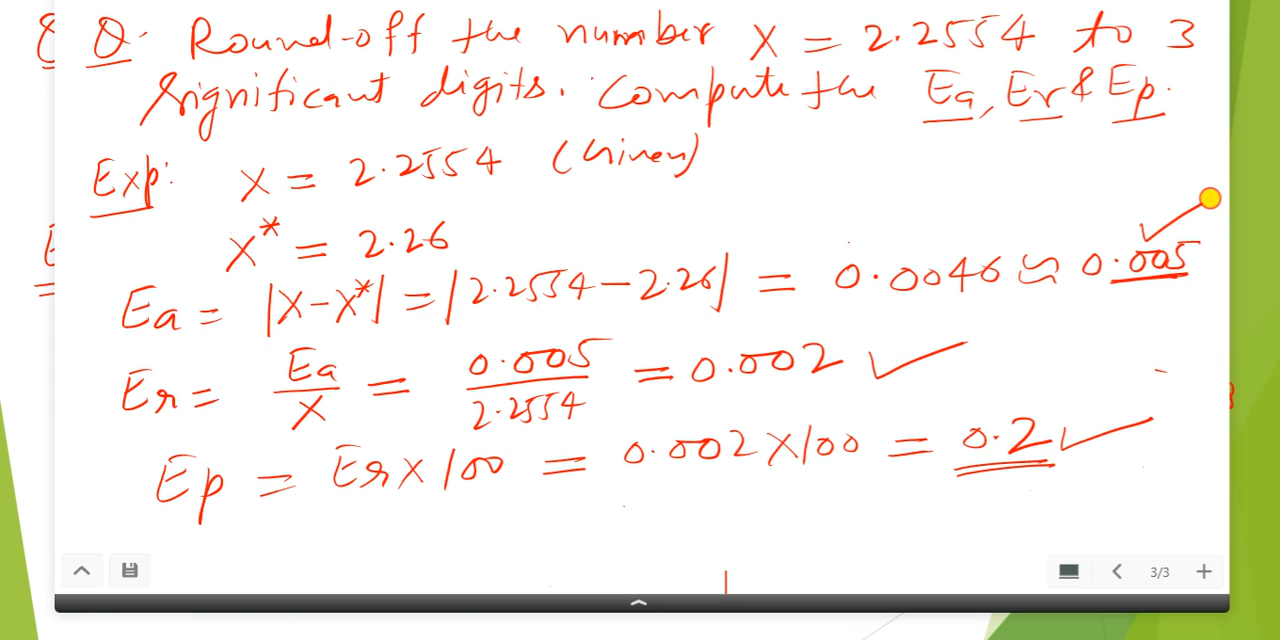 Q. Round-off the number X = 2.2554 to 3
significant digits. Compute the Ea, Er & Ep.
Exp: X = 2.2554 (Given)
X* = 2.26
Ea = |X-X*| = |2.2554-2.26| = 0.0046 ≈ 0.005
Er = Ea/X = 0.005/2.2554 = 0.002 ✓
Ep = Er X 100 = 0.002 X 100 = 0.2 ✓
3/3